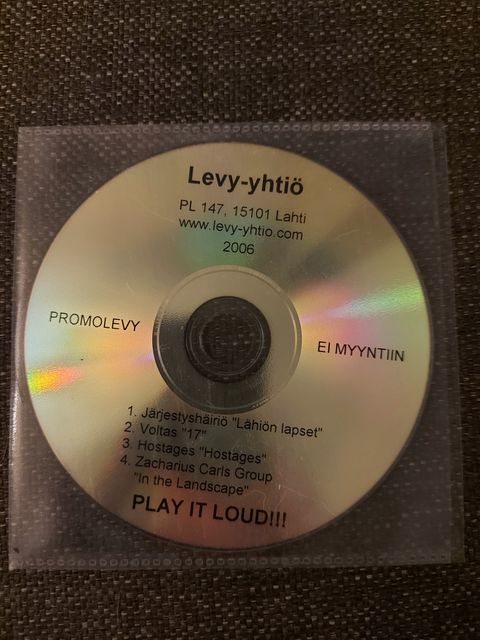 Levy-yhtiö
PL 147, 15101 Lahti
www.levy-yhtio.com
2006
PROMOLEVY
EI MYYNTIIN
1. Järjestyshäiriö "Lähiön lapset"
2. Voltas "17"
3. Hostages "Hostages"
4. Zacharius Carls Group
"In the Landscape"
PLAY IT LOUD!!!